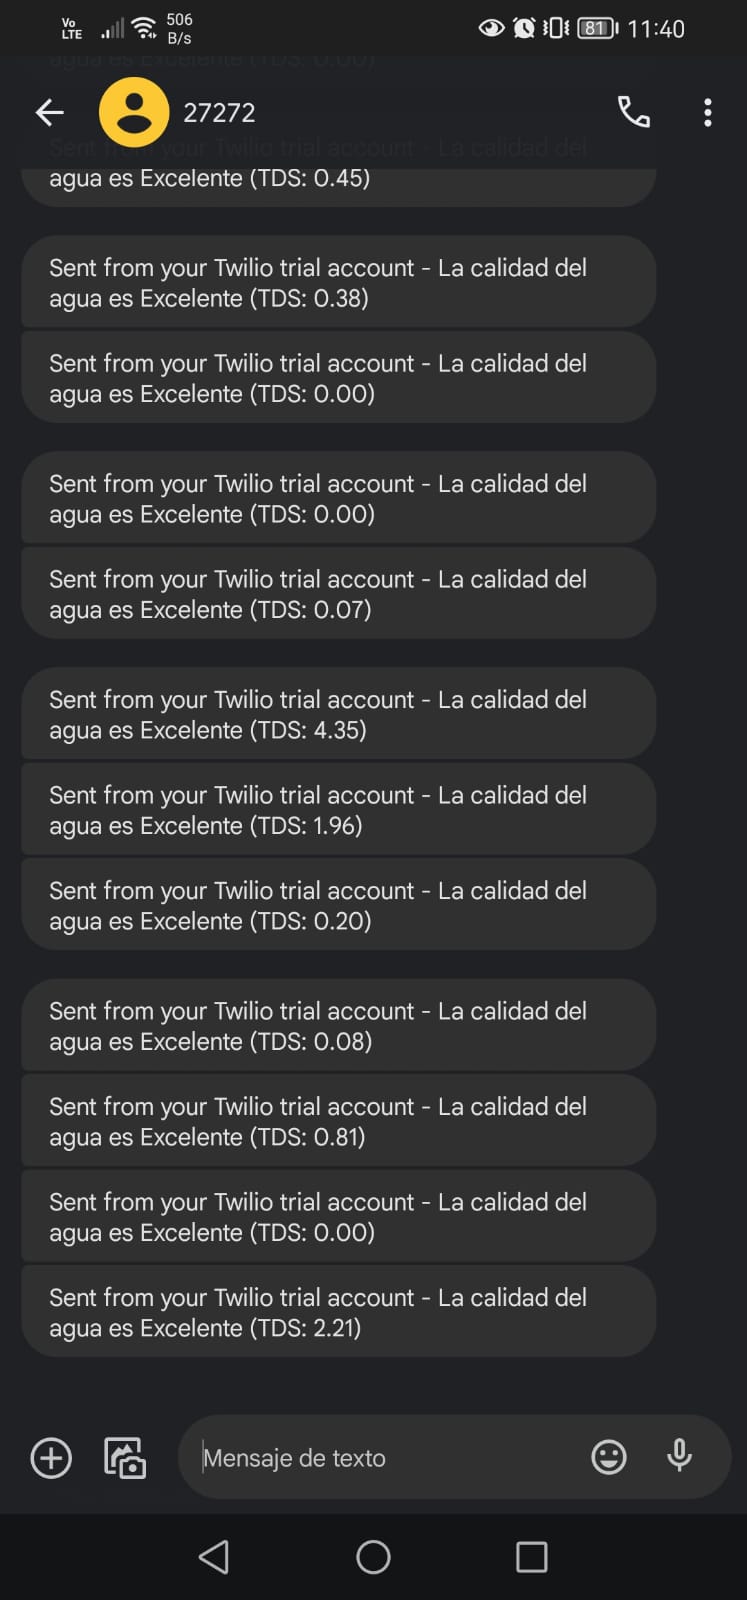 Vo
LTE
506
B/s
81
11:40
agua es Excelente (TDS: 0.00)
27272
Sent from your Twilio trial account - La calidad del
agua es Excelente (TDS: 0.45)
Sent from your Twilio trial account - La calidad del
agua es Excelente (TDS: 0.38)
Sent from your Twilio trial account - La calidad del
agua es Excelente (TDS: 0.00)
Sent from your Twilio trial account - La calidad del
agua es Excelente (TDS: 0.00)
Sent from your Twilio trial account - La calidad del
agua es Excelente (TDS: 0.07)
Sent from your Twilio trial account - La calidad del
agua es Excelente (TDS: 4.35)
Sent from your Twilio trial account - La calidad del
agua es Excelente (TDS: 1.96)
Sent from your Twilio trial account - La calidad del
agua es Excelente (TDS: 0.20)
Sent from your Twilio trial account - La calidad del
agua es Excelente (TDS: 0.08)
Sent from your Twilio trial account - La calidad del
agua es Excelente (TDS: 0.81)
Sent from your Twilio trial account - La calidad del
agua es Excelente (TDS: 0.00)
Sent from your Twilio trial account - La calidad del
agua es Excelente (TDS: 2.21)
Mensaje de texto